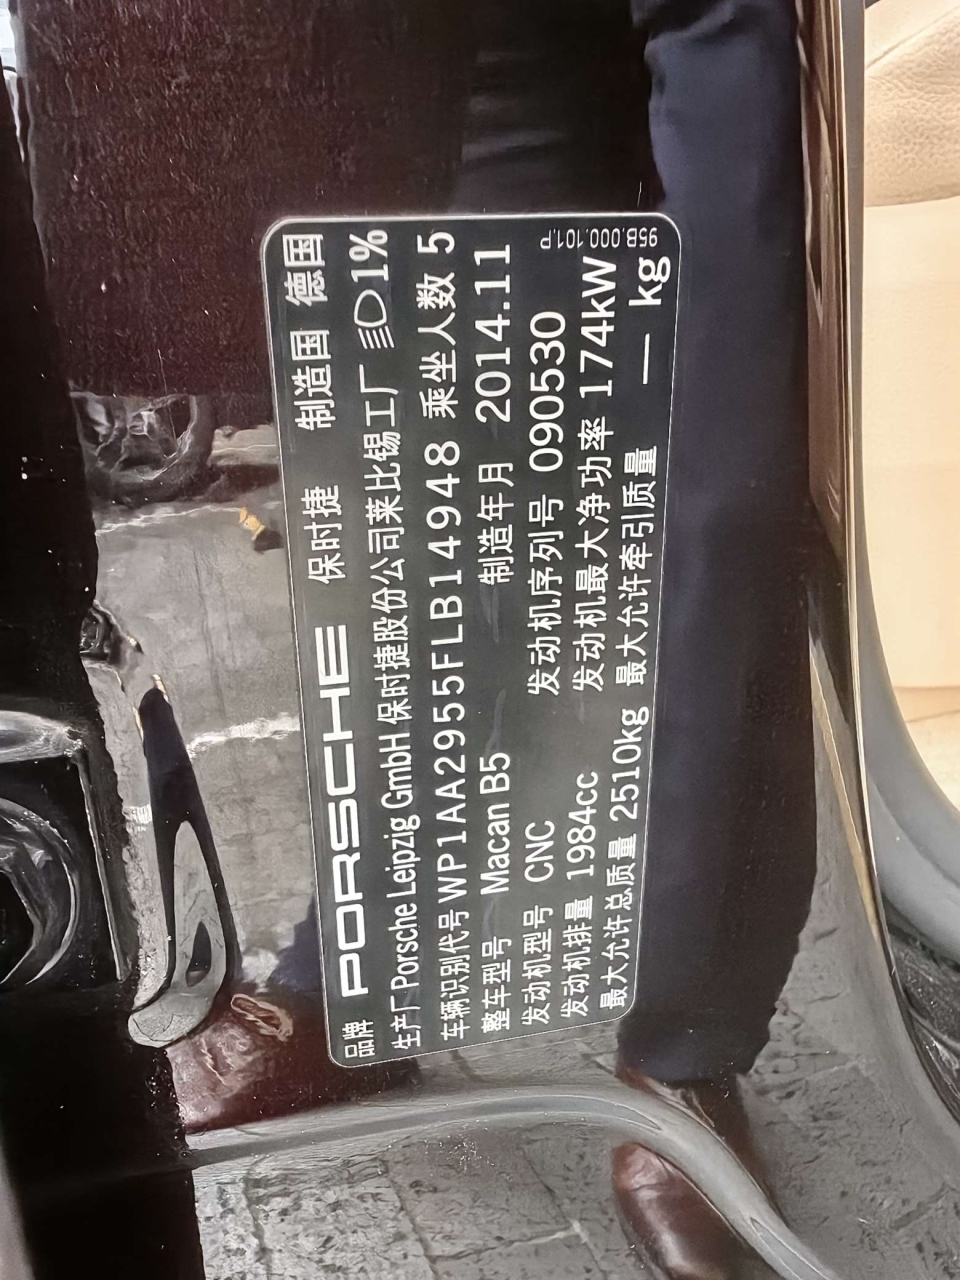 品牌 PORSCHE 保时捷 制造国 德国
生产厂 Porsche Leipzig GmbH 保时捷股份公司莱比锡工厂 1%
车辆识别代号 WP1AA2955FLB14948 乘坐人数 5
整车型号 Macan B5 制造年月 2014.11
发动机型号 CNC 发动机序列号 090530
发动机排量 1984cc 发动机最大净功率 174kW
最大允许总质量 2510kg 最大允许牵引质量 — kg
95B.000.101.P